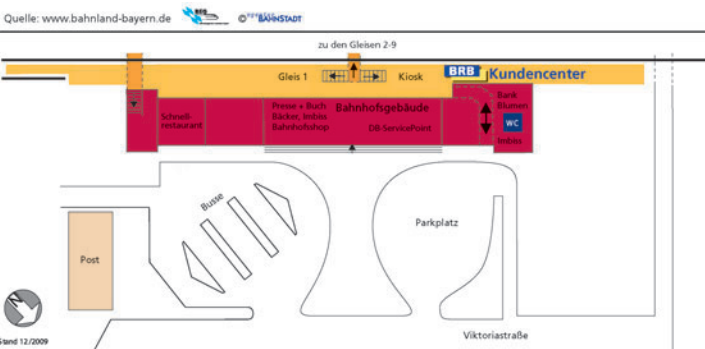 Quelle: www.bahnland-bayern.de
BRB
© BAHNSTADT
zu den Gleisen 2-9
Gleis 1
Kiosk
BRB Kundencenter
Schnell-
restaurant
Presse + Buch
Bäcker, Imbiss
Bahnhofsshop
Bahnhofsgebäude
DB-ServicePoint
Bank
Blumen
WC
Imbiss
Busse
Parkplatz
Post
N
Stand 12/2009
Viktoriastraße